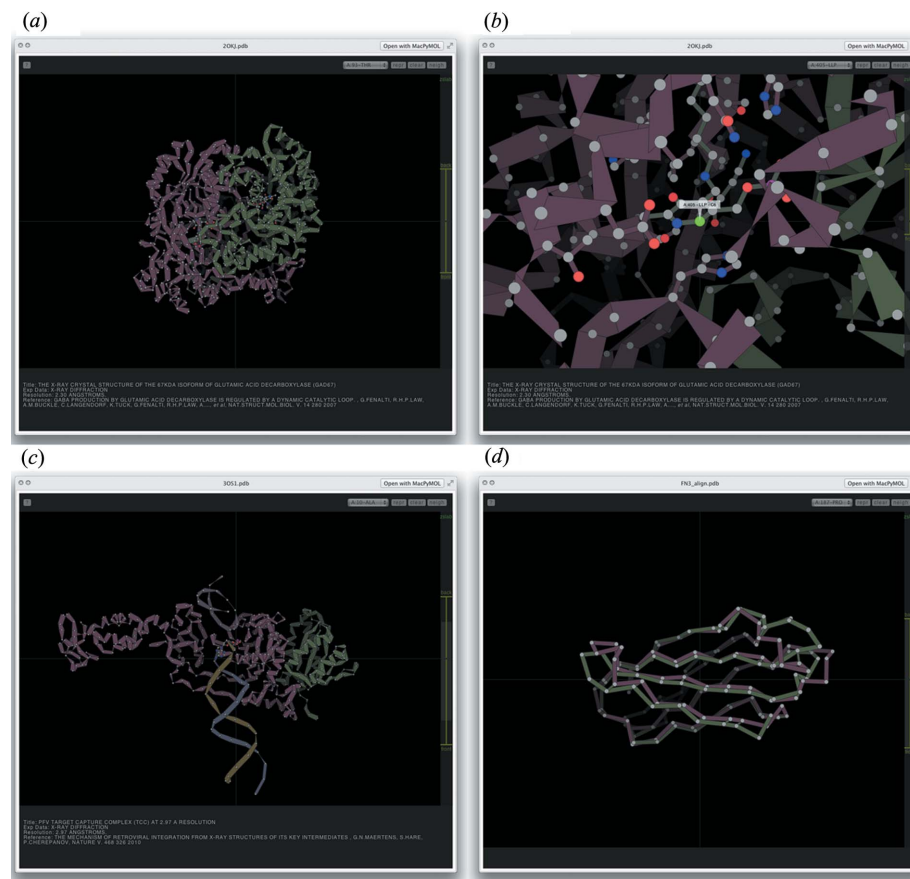 (a)
2OKJ.pdb
Open with MacPyMOL
Title: THE X-RAY CRYSTAL STRUCTURE OF THE 67KDA ISOFORM OF GLUTAMIC ACID DECARBOXYLASE (GAD67)
Exp Data: X-RAY DIFFRACTION
Resolution: 2.30 ANGSTROMS.
Reference: GABA PRODUCTION BY GLUTAMIC ACID DECARBOXYLASE IS REGULATED BY A DYNAMIC CATALYTIC LOOP. , G.FENALTI, R.H.P.LAW,
A.M.BUCKLE, C.LANGENDORF, K.TUCK, G.FENALTI, R.H.P.LAW, A..., et al. NAT.STRUCT.MOL.BIOL. V. 14 280 2007
(b)
2OKJ.pdb
Open with MacPyMOL
Title: THE X-RAY CRYSTAL STRUCTURE OF THE 67KDA ISOFORM OF GLUTAMIC ACID DECARBOXYLASE (GAD67)
Exp Data: X-RAY DIFFRACTION
Resolution: 2.30 ANGSTROMS.
Reference: GABA PRODUCTION BY GLUTAMIC ACID DECARBOXYLASE IS REGULATED BY A DYNAMIC CATALYTIC LOOP. , G.FENALTI, R.H.P.LAW,
A.M.BUCKLE, C.LANGENDORF, K.TUCK, G.FENALTI, R.H.P.LAW, A..., et al. NAT.STRUCT.MOL.BIOL. V. 14 280 2007
(c)
3OS1.pdb
Open with MacPyMOL
Title: PFV TARGET CAPTURE COMPLEX (TCC) AT 2.97 A RESOLUTION
Exp Data: X-RAY DIFFRACTION
Resolution: 2.97 ANGSTROMS.
Reference: THE MECHANISM OF RETROVIRAL INTEGRATION FROM X-RAY STRUCTURES OF ITS KEY INTERMEDIATES , G.N.MAERTENS, S.HARE,
P.CHEREPANOV. NATURE V. 468 326 2010
(d)
FN3_align.pdb
Open with MacPyMOL